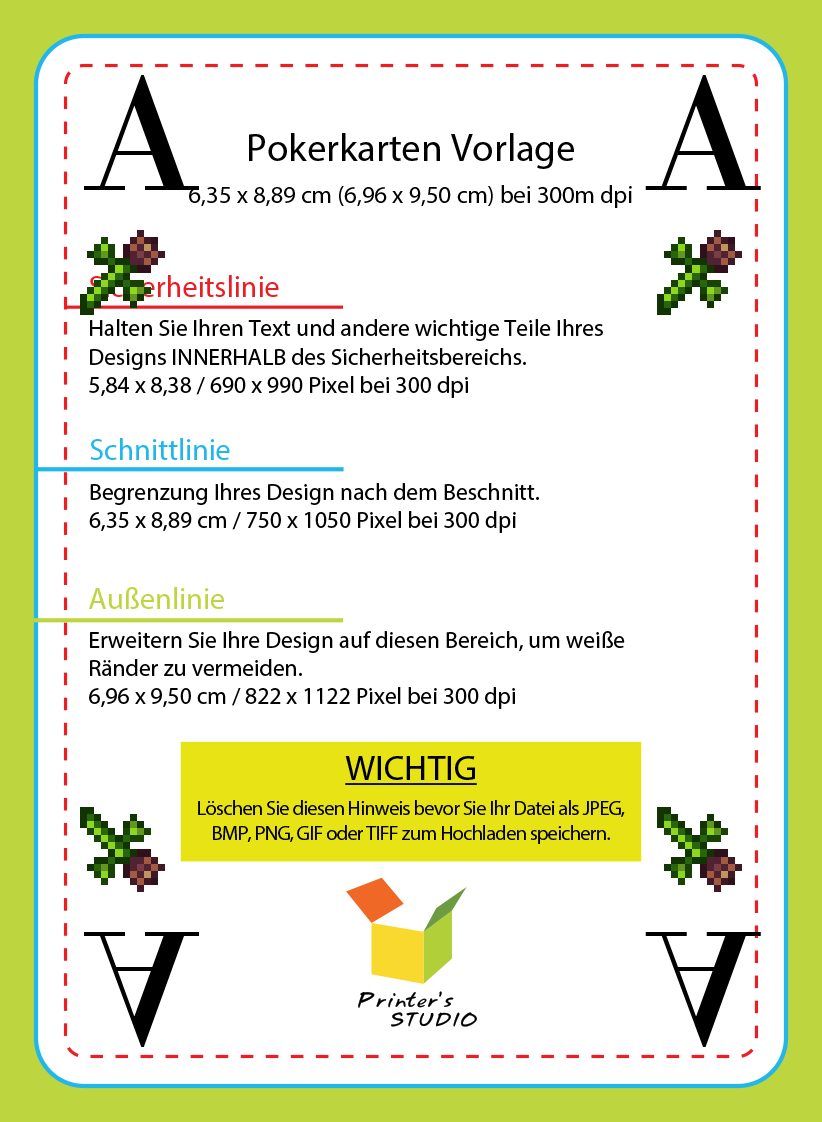 A
A
Pokerkarten Vorlage
6,35 x 8,89 cm (6,96 x 9,50 cm) bei 300m dpi
Sicherheitslinie
Halten Sie Ihren Text und andere wichtige Teile Ihres
Designs INNERHALB des Sicherheitsbereichs.
5,84 x 8,38 / 690 x 990 Pixel bei 300 dpi
Schnittlinie
Begrenzung Ihres Design nach dem Beschnitt.
6,35 x 8,89 cm / 750 x 1050 Pixel bei 300 dpi
Außenlinie
Erweitern Sie Ihre Design auf diesen Bereich, um weiße
Ränder zu vermeiden.
6,96 x 9,50 cm / 822 x 1122 Pixel bei 300 dpi
WICHTIG
Löschen Sie diesen Hinweis bevor Sie Ihr Datei als JPEG,
BMP, PNG, GIF oder TIFF zum Hochladen speichern.
A
A
Printer's
STUDIO